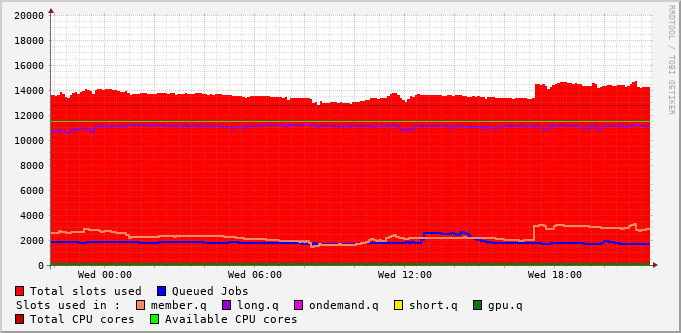 20000
18000
16000
14000
12000
10000
8000
6000
4000
2000
0
Wed 00:00 Wed 06:00 Wed 12:00 Wed 18:00
RRDTOOL / TOBI OETIKER
Total slots used Queued Jobs
Slots used in : member.q long.q ondemand.q short.q gpu.q
Total CPU cores Available CPU cores